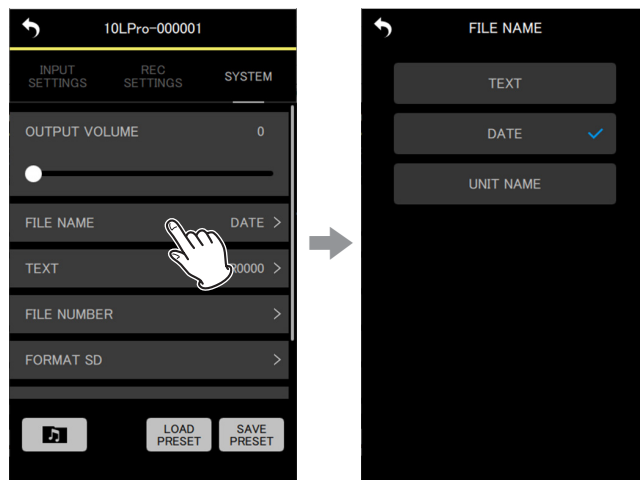 10LPro-000001
INPUT
SETTINGS
REC
SETTINGS
SYSTEM
OUTPUT VOLUME 0
FILE NAME DATE >
TEXT 20000 >
FILE NUMBER >
FORMAT SD >
LOAD
PRESET
SAVE
PRESET
FILE NAME
TEXT
DATE
UNIT NAME